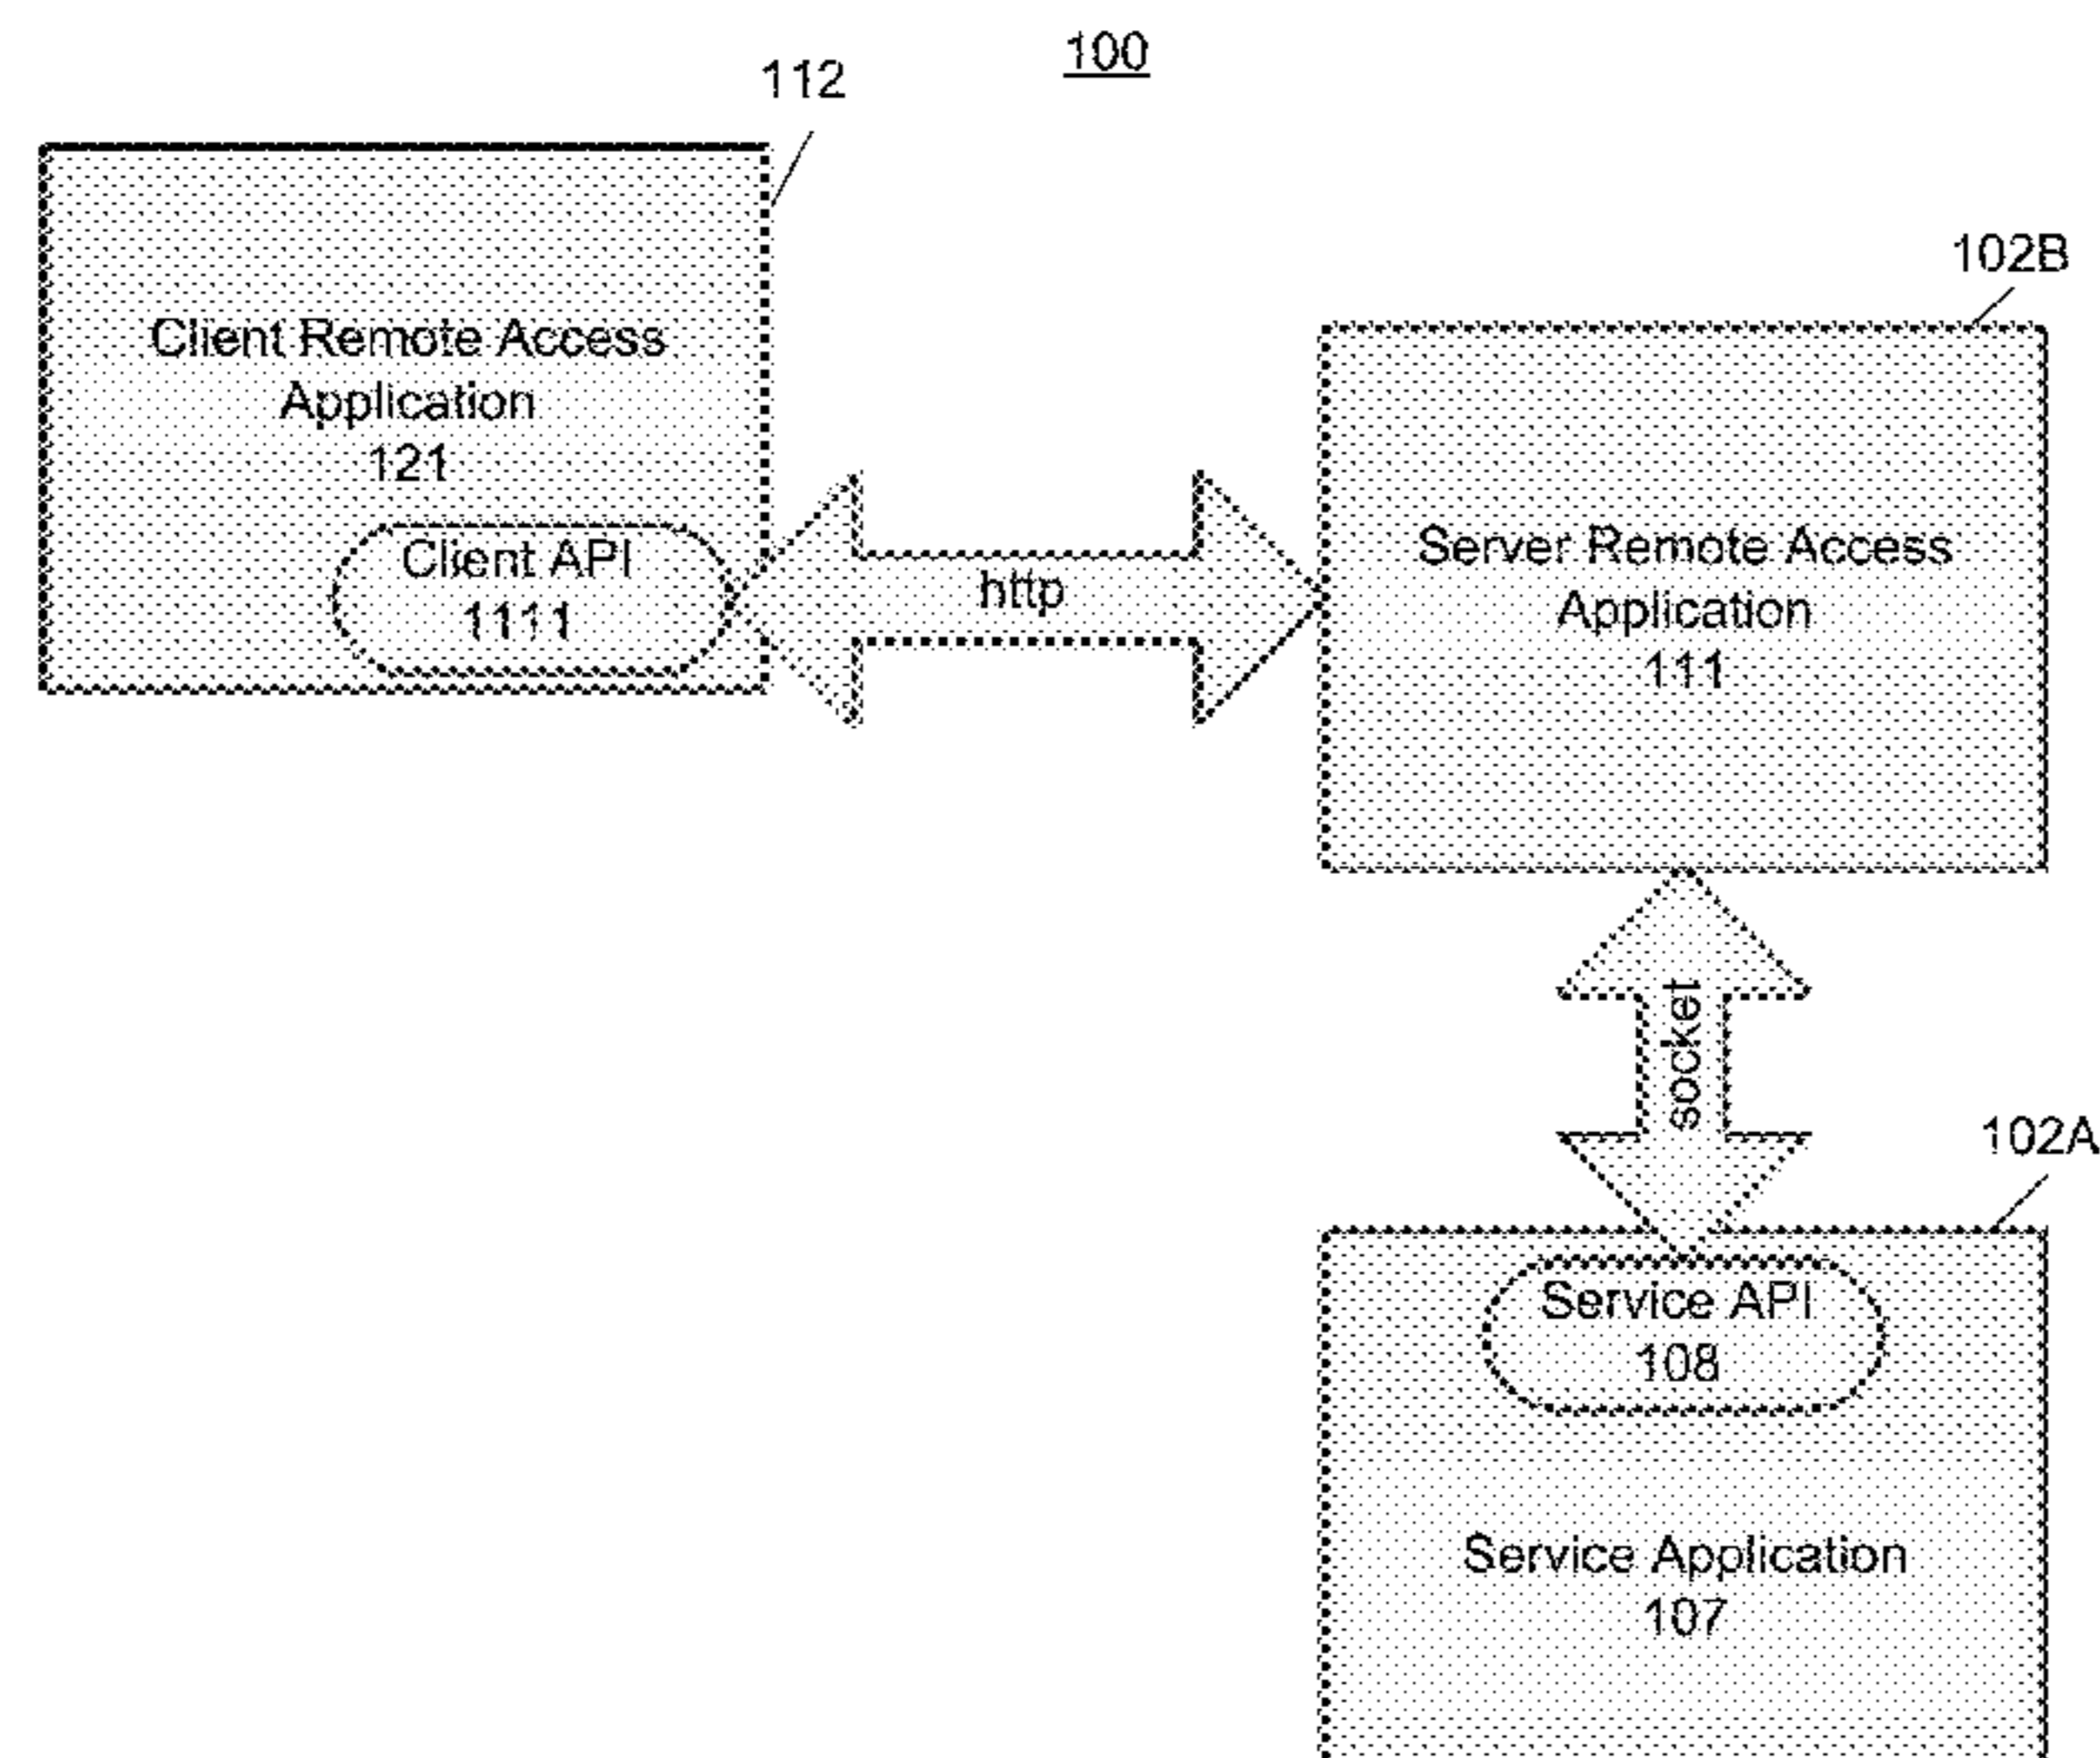 100
112
Client Remote Access
Application
121
Client API
1111
http
102B
Server Remote Access
Application
111
socket
102A
Service API
108
Service Application
107